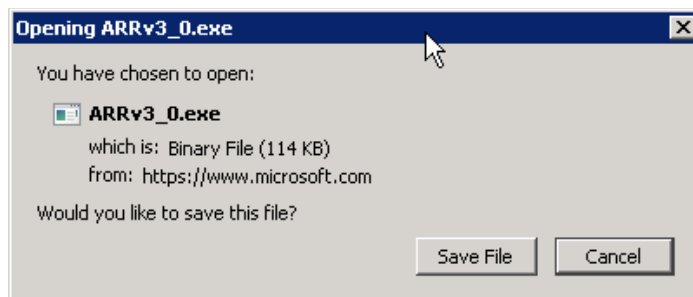 Opening ARRv3_0.exe
You have chosen to open:
ARRv3_0.exe
which is: Binary File (114 KB)
from: https://www.microsoft.com
Would you like to save this file?
Save File Cancel